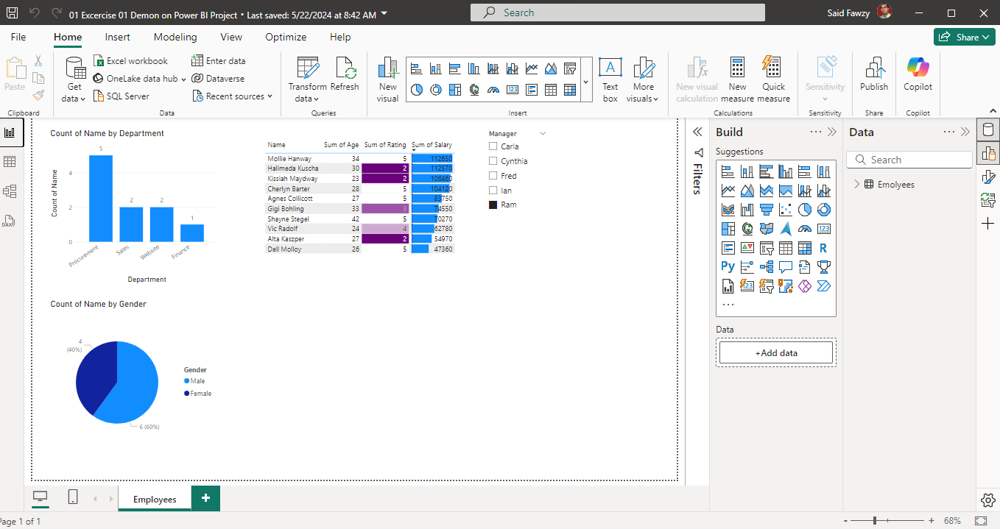 01 Excercise 01 Demon on Power BI Project • Last saved: 5/22/2024 at 8:42 AM
Search
Said Fawzy
File Home Insert Modeling View Optimize Help
Share
Paste
Clipboard
Get data
Excel workbook
OneLake data hub
SQL Server
Enter data
Dataverse
Recent sources
Data
Transform data
Refresh
Queries
New visual
Text box
More visuals
Insert
New visual calculation
New measure
Quick measure
Calculations
Sensitivity
Sensitivity
Publish
Share
Copilot
Copilot
Count of Name by Department
Count of Name
4
2
0
5
2
2
1
Procurement
Sales
Website
Finance
Department
Name Sum of Age Sum of Rating Sum of Salary
Mollie Hanway 34 5 112650
Halimeda Kuscha 30 2 112570
Kissiah Maydway 23 2 106460
Cherlyn Barter 28 5 104120
Agnes Collicott 27 5 83750
Gigi Bohling 33 3 74550
Shayne Stegel 42 5 70270
Vic Radolf 24 4 62780
Alta Kaszper 27 2 54970
Dell Molloy 26 5 47360
Manager
Carla
Cynthia
Fred
Ian
Ram
Count of Name by Gender
4
(40%)
6 (60%)
Gender
Male
Female
Filters
Build
Suggestions
123
R
Py
123
Data
+Add data
Data
Search
Emolyees
DAX
Employees
+
Page 1 of 1
- + 68%